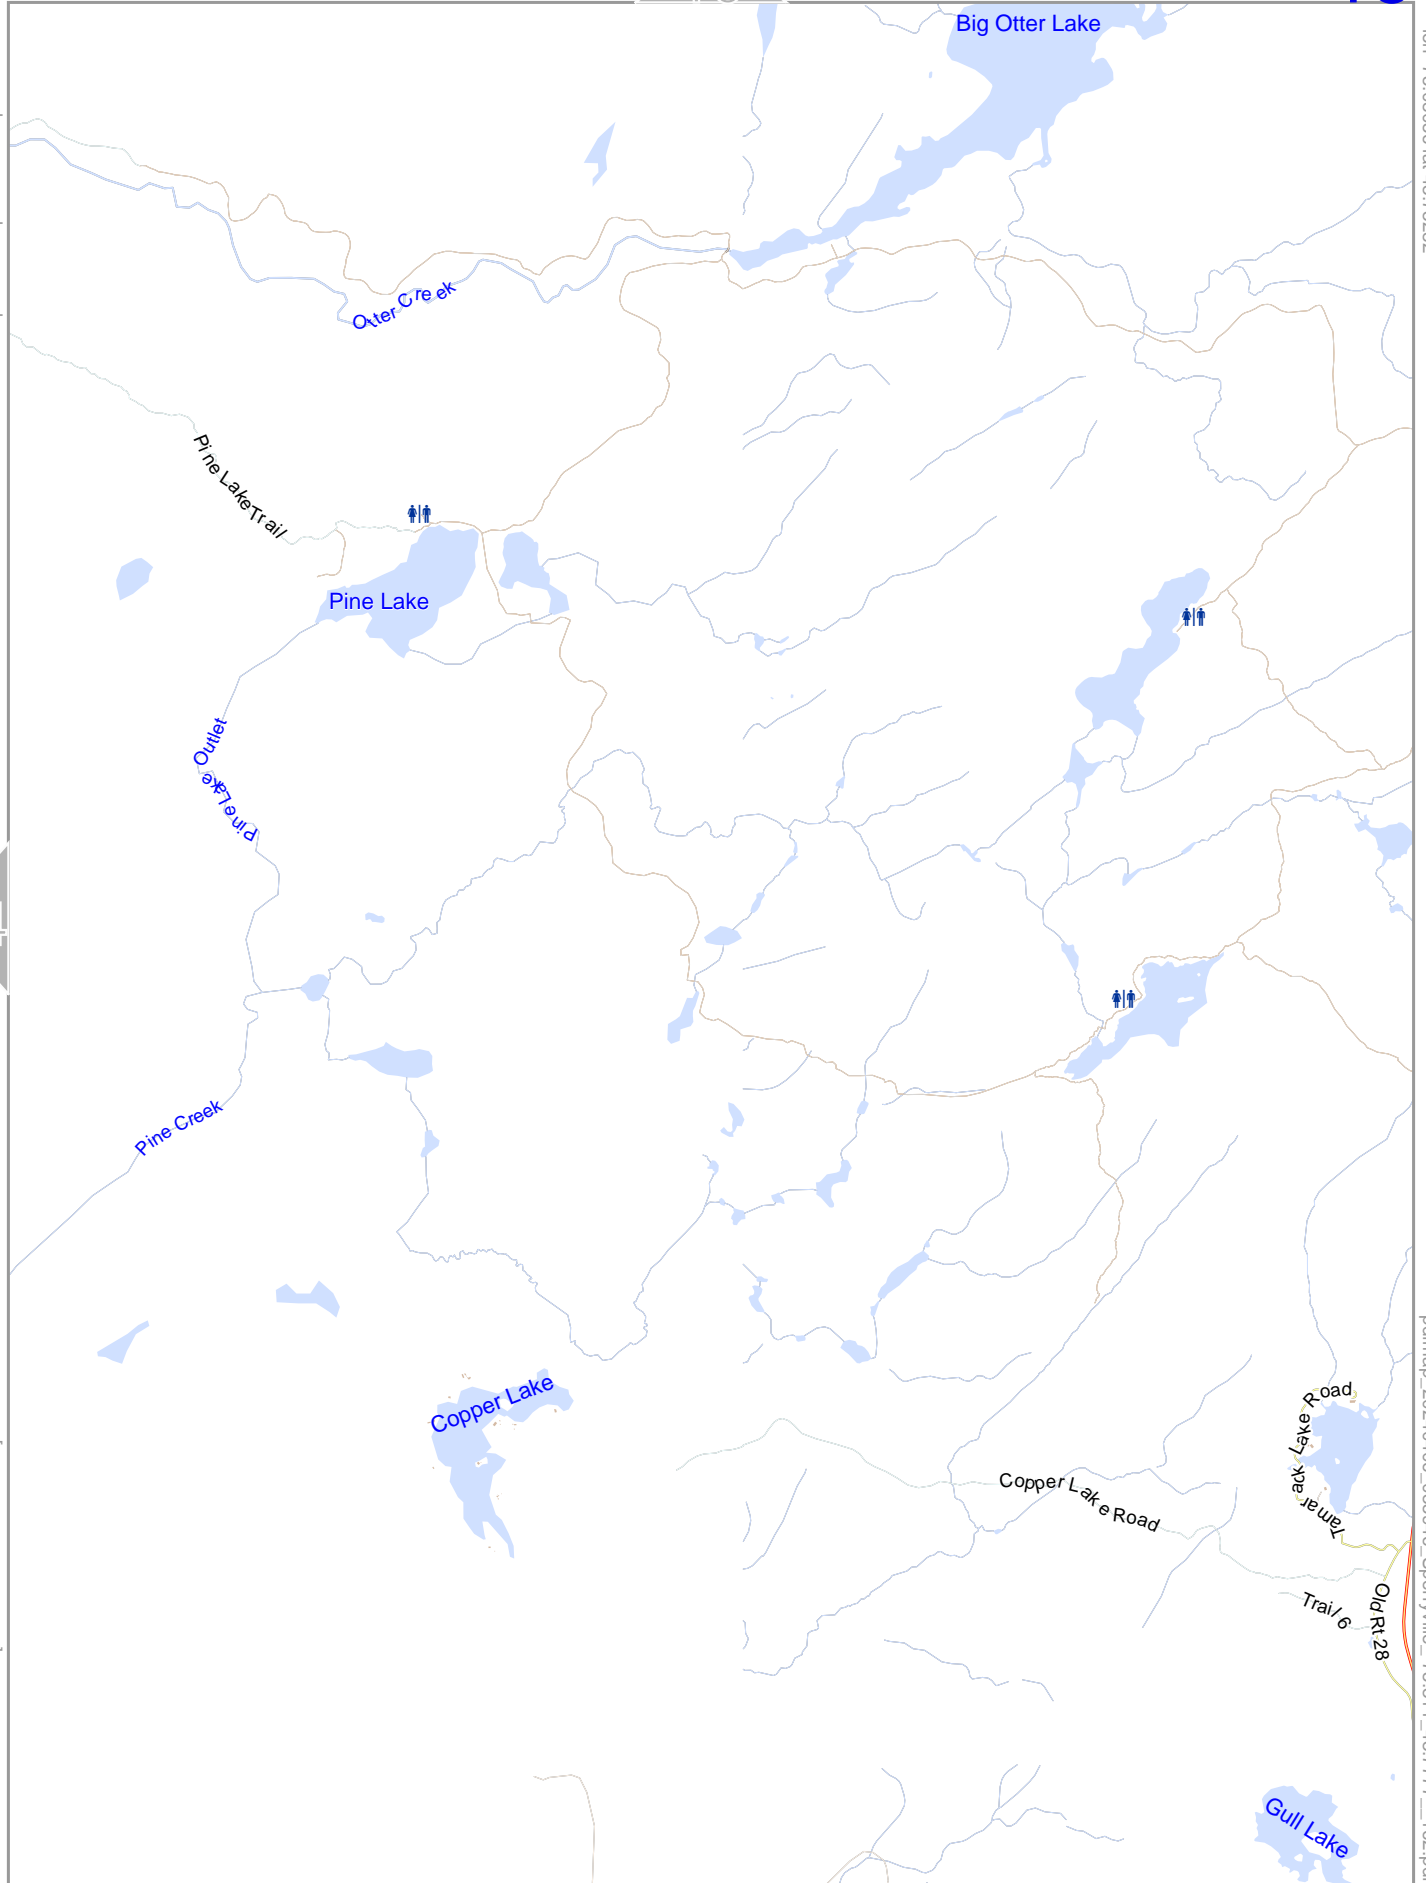 Big Otter Lake
Otter Creek
Pine Lake Trail
Pine Lake
Pine Lake Outlet
Pine Creek
Copper Lake
Tamarack Lake Road
Copper Lake Road
Trail 6
Old Rt 28
Gull Lake